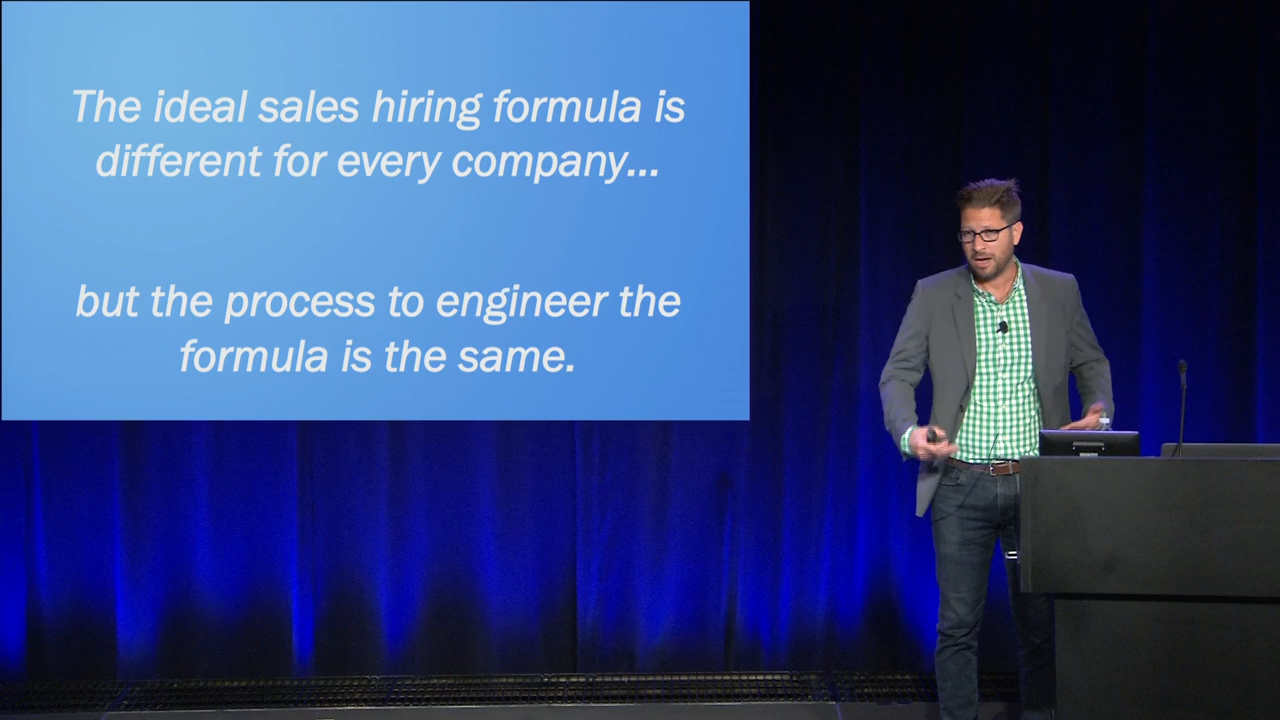 The ideal sales hiring formula is
different for every company...
but the process to engineer the
formula is the same.